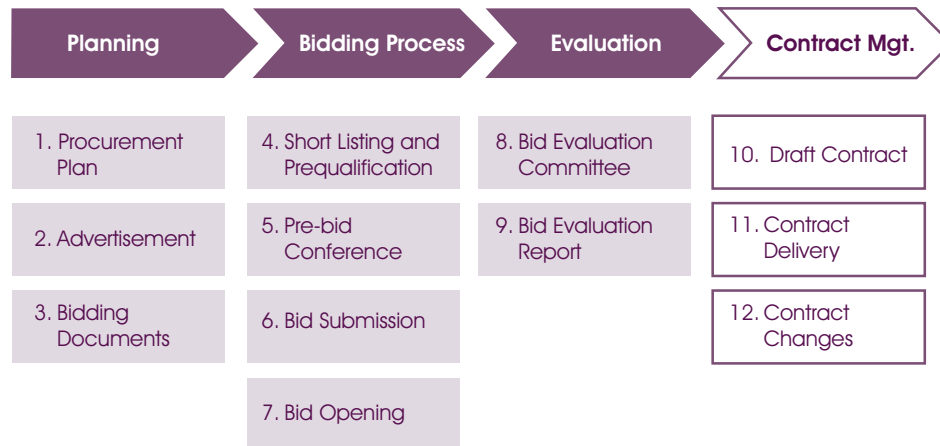 Planning
Bidding Process
Evaluation
Contract Mgt.
1. Procurement
Plan
2. Advertisement
3. Bidding
Documents
4. Short Listing and
Prequalification
5. Pre-bid
Conference
6. Bid Submission
7. Bid Opening
8. Bid Evaluation
Committee
9. Bid Evaluation
Report
10. Draft Contract
11. Contract
Delivery
12. Contract
Changes